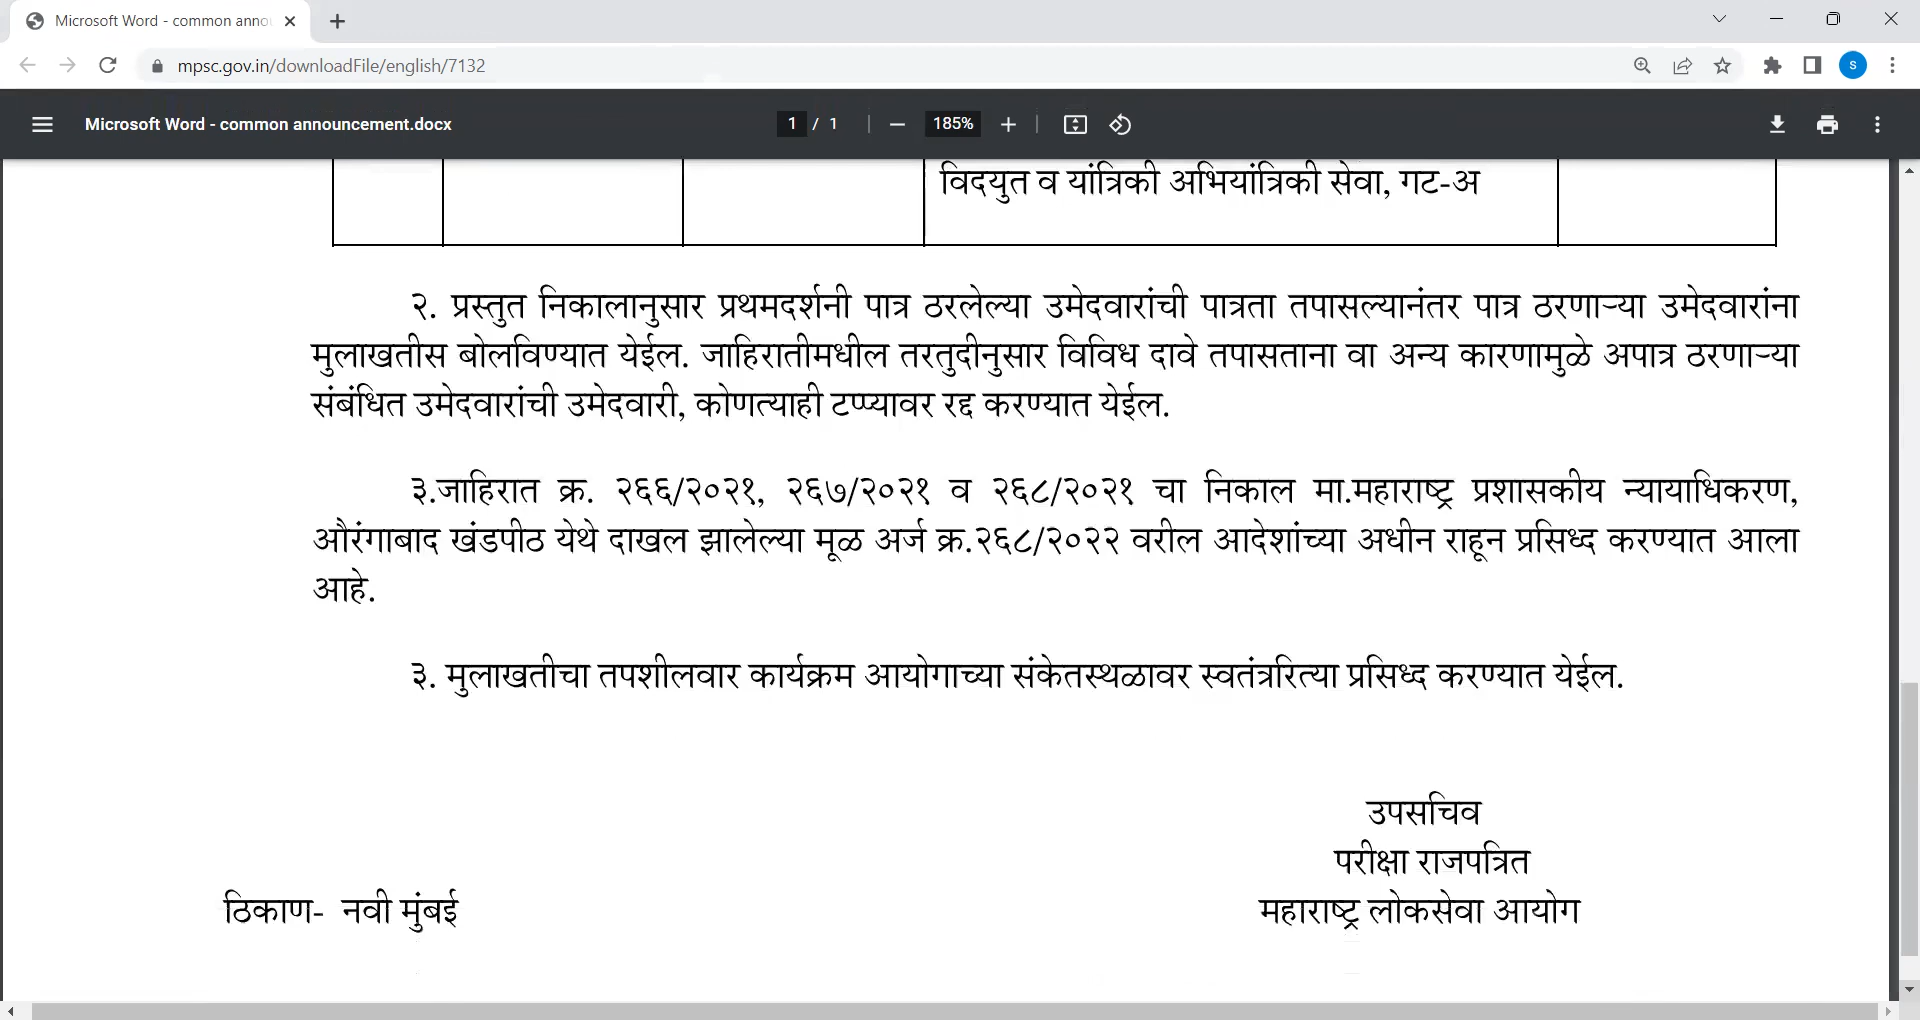 Microsoft Word - common anno
mpsc.gov.in/downloadFile/english/7132
s
Microsoft Word - common announcement.docx
1 / 1
185%
विदयुत व यांत्रिकी अभियांत्रिकी सेवा, गट-अ
२. प्रस्तुत निकालानुसार प्रथमदर्शनी पात्र ठरलेल्या उमेदवारांची पात्रता तपासल्यानंतर पात्र ठरणाऱ्या उमेदवारांना
मुलाखतीस बोलविण्यात येईल. जाहिरातीमधील तरतुदीनुसार विविध दावे तपासताना वा अन्य कारणामुळे अपात्र ठरणाऱ्या
संबंधित उमेदवारांची उमेदवारी, कोणत्याही टप्प्यावर रद्द करण्यात येईल.
३.जाहिरात क्र. २६६/२०२१, २६७/२०२१ व २६८/२०२१ चा निकाल मा.महाराष्ट्र प्रशासकीय न्यायाधिकरण,
औरंगाबाद खंडपीठ येथे दाखल झालेल्या मूळ अर्ज क्र.२६८/२०२२ वरील आदेशांच्या अधीन राहून प्रसिध्द करण्यात आला
आहे.
३. मुलाखतीचा तपशीलवार कार्यक्रम आयोगाच्या संकेतस्थळावर स्वतंत्ररित्या प्रसिध्द करण्यात येईल.
उपसचिव
परीक्षा राजपत्रित
ठिकाण- नवी मुंबई
महाराष्ट्र लोकसेवा आयोग